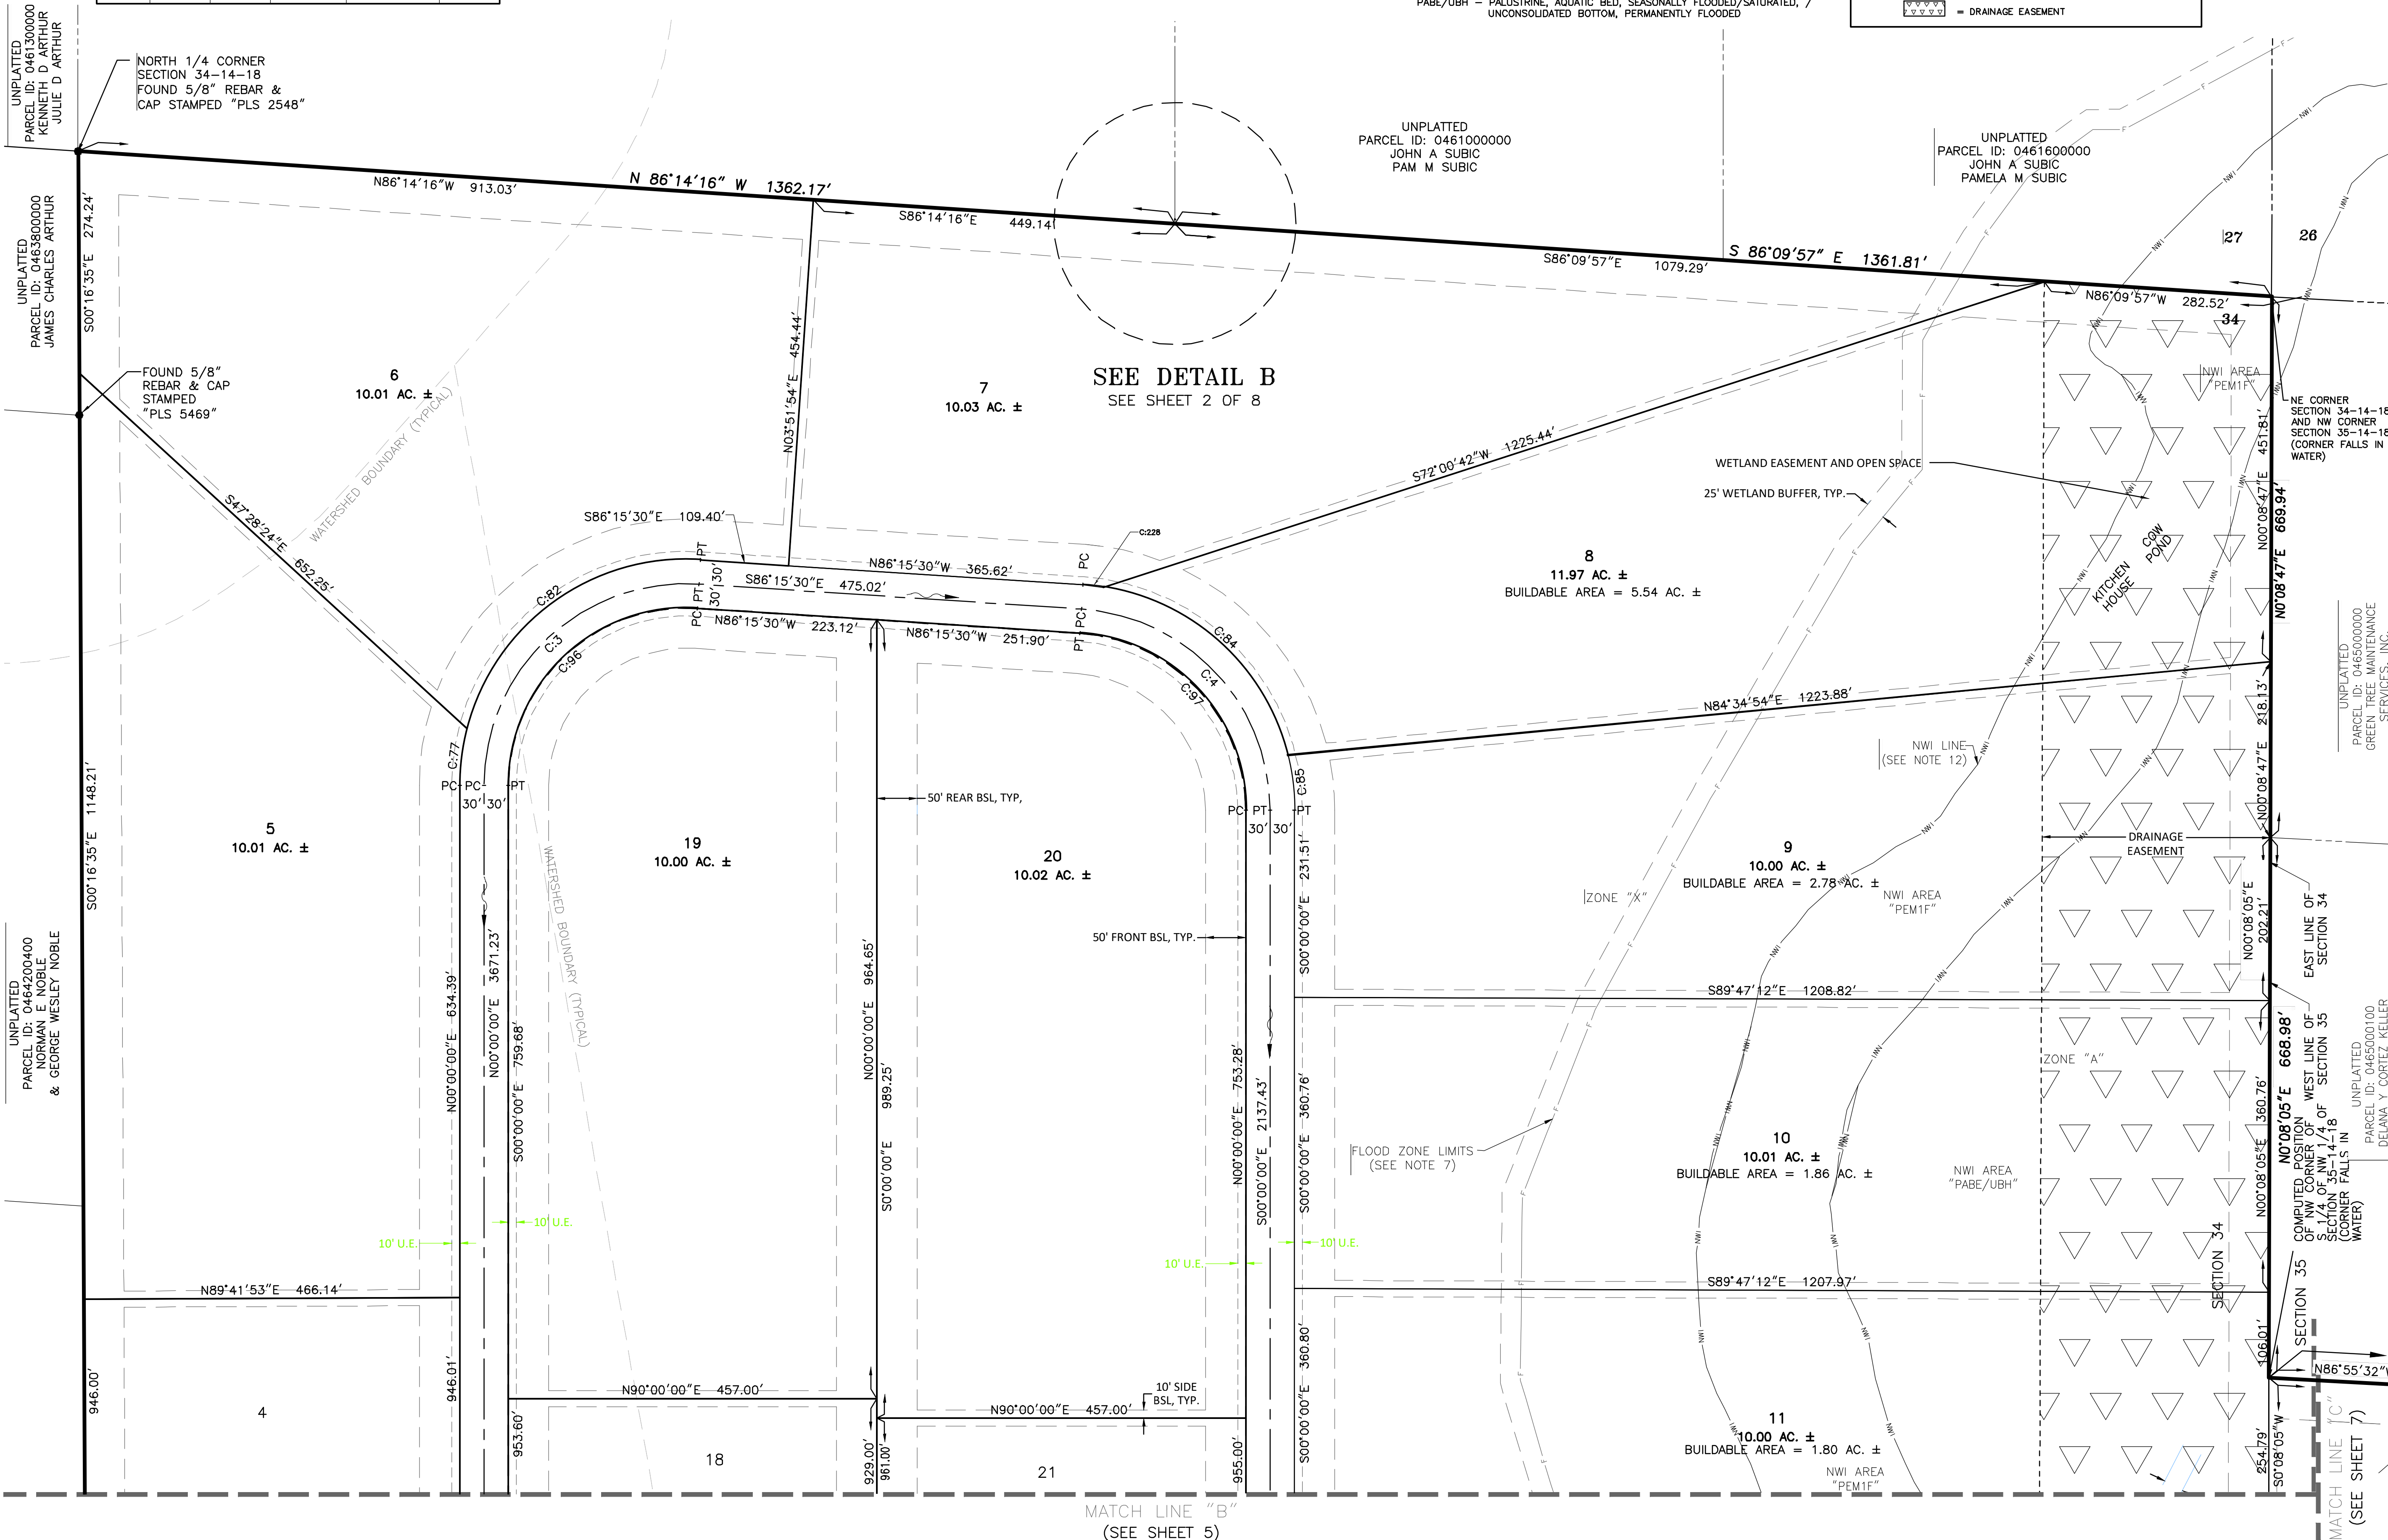 PABE/UBH – PALUSTRINE, AQUATIC BED, SEASONALLY FLOODED/SATURATED, /
UNCONSOLIDATED BOTTOM, PERMANENTLY FLOODED
= DRAINAGE EASEMENT
UNPLATTED
PARCEL ID: 0461300000
KENNETH D ARTHUR
JULIE D ARTHUR
NORTH 1/4 CORNER
SECTION 34-14-18
FOUND 5/8" REBAR &
CAP STAMPED "PLS 2548"
UNPLATTED
PARCEL ID: 0461000000
JOHN A SUBIC
PAM M SUBIC
UNPLATTED
PARCEL ID: 0461600000
JOHN A SUBIC
PAMELA M SUBIC
N86°14'16"W 913.03'
N 86°14'16" W 1362.17'
S86°14'16"E 449.14'
S86°09'57"E 1079.29'
S 86°09'57" E 1361.81'
N86°09'57"W 282.52'
27
26
34
UNPLATTED
PARCEL ID: 0463800000
JAMES CHARLES ARTHUR
S00°16'35"E 274.24'
FOUND 5/8"
REBAR & CAP
STAMPED
"PLS 5469"
6
10.01 AC. ±
WATERSHED BOUNDARY (TYPICAL)
N03°51'54"E 454.44'
7
10.03 AC. ±
SEE DETAIL B
SEE SHEET 2 OF 8
S72°00'42"W 1225.44'
WETLAND EASEMENT AND OPEN SPACE
25' WETLAND BUFFER, TYP.
NWI AREA
"PEM1F"
NE CORNER
SECTION 34-14-18
AND NW CORNER
SECTION 35-14-18
(CORNER FALLS IN
WATER)
N00°08'47"E 451.81'
N0°08'47"E 669.94'
KITCHEN
HOUSE
COW
POND
8
11.97 AC. ±
BUILDABLE AREA = 5.54 AC. ±
S47°28'24"E 652.25'
S86°15'30"E 109.40'
C:228
PC
PT
N86°15'30"W 365.62'
S86°15'30"E 475.02'
30' 30'
PC PT
N86°15'30"W 223.12'
N86°15'30"W 251.90'
PT PC
C:82
C:3
C:96
C:84
C:4
C:97
C:77
C:85
PC PC PT
30' 30'
PC PT PT
30' 30'
N84°34'54"E 1223.88'
N00°08'47"E 218.13'
UNPLATTED
PARCEL ID: 0465000000
GREEN TREE MAINTENANCE
SERVICES, INC.
NWI LINE
(SEE NOTE 12)
S00°16'35"E 1148.21'
5
10.01 AC. ±
50' REAR BSL, TYP,
19
10.00 AC. ±
20
10.02 AC. ±
WATERSHED BOUNDARY (TYPICAL)
50' FRONT BSL, TYP.
9
10.00 AC. ±
BUILDABLE AREA = 2.78 AC. ±
NWI AREA
"PEM1F"
ZONE "X"
DRAINAGE
EASEMENT
N00°08'05"E
202.21'
EAST LINE OF
SECTION 34
WEST LINE OF
SECTION 35
UNPLATTED
PARCEL ID: 0464200400
NORMAN E NOBLE
& GEORGE WESLEY NOBLE
N00°00'00"E 634.39'
N00°00'00"E 3671.23'
S00°00'00"E 759.68'
N00°00'00"E 964.65'
S0°00'00"E 989.25'
N00°00'00"E 753.28'
S00°00'00"E 2137.43'
S00°00'00"E 231.51'
S00°00'00"E 360.76'
S89°47'12"E 1208.82'
ZONE "A"
N00°08'05"E 360.76'
N0°08'05"E 668.98'
COMPUTED POSITION
OF NW CORNER OF
S 1/4 OF NW 1/4 OF
SECTION 35-14-18
(CORNER FALLS IN
WATER)
UNPLATTED
PARCEL ID: 0465000100
DELANA Y CORTEZ KELLER
FLOOD ZONE LIMITS
(SEE NOTE 7)
10
10.01 AC. ±
BUILDABLE AREA = 1.86 AC. ±
NWI AREA
"PABE/UBH"
10' U.E.
10' U.E.
10' U.E.
10' U.E.
SECTION 34
SECTION 35
N89°41'53"E 466.14'
S89°47'12"E 1207.97'
106.01'
N86°55'32"W
946.00'
4
946.01'
953.60'
N90°00'00"E 457.00'
18
929.00'
961.00'
N90°00'00"E 457.00'
10' SIDE
BSL, TYP.
21
955.00'
S00°00'00"E 360.80'
11
10.00 AC. ±
BUILDABLE AREA = 1.80 AC. ±
NWI AREA
"PEM1F"
254.79'
S0°08'05"W
MATCH LINE "B"
(SEE SHEET 5)
MATCH LINE "C"
(SEE SHEET 7)